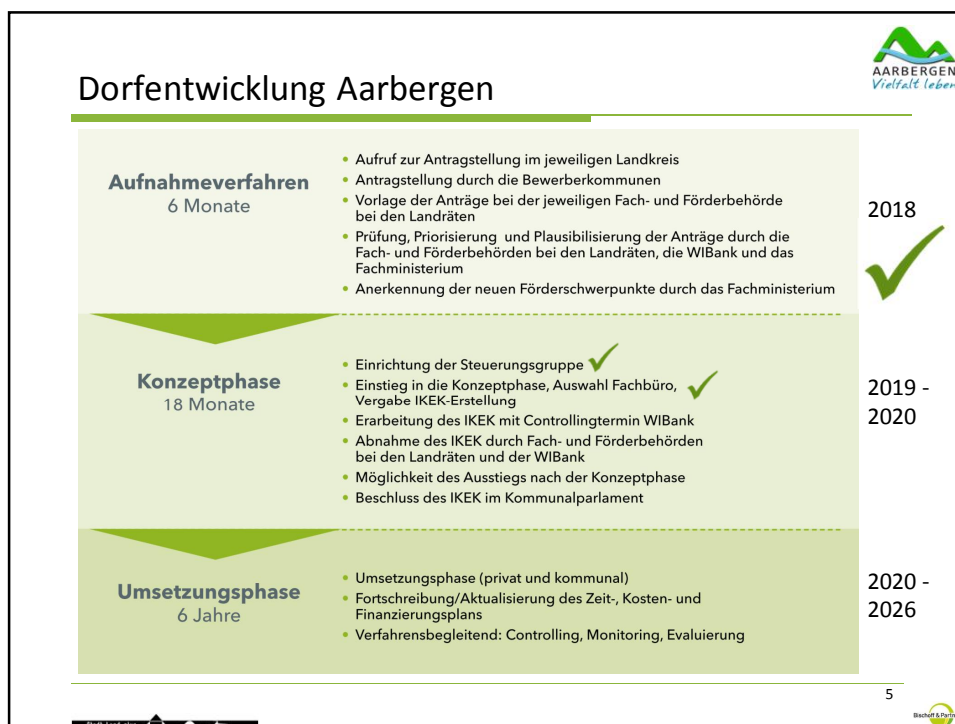 Dorfentwicklung Aarbergen
AARBERGEN
Vielfalt leben
Aufnahmeverfahren
6 Monate
• Aufruf zur Antragstellung im jeweiligen Landkreis
• Antragstellung durch die Bewerberkommunen
• Vorlage der Anträge bei der jeweiligen Fach- und Förderbehörde
bei den Landräten
• Prüfung, Priorisierung und Plausibilisierung der Anträge durch die
Fach- und Förderbehörden bei den Landräten, die WIBank und das
Fachministerium
• Anerkennung der neuen Förderschwerpunkte durch das Fachministerium
2018
Konzeptphase
18 Monate
• Einrichtung der Steuerungsgruppe
• Einstieg in die Konzeptphase, Auswahl Fachbüro,
Vergabe IKEK-Erstellung
• Erarbeitung des IKEK mit Controllingtermin WIBank
• Abnahme des IKEK durch Fach- und Förderbehörden
bei den Landräten und der WIBank
• Möglichkeit des Ausstiegs nach der Konzeptphase
• Beschluss des IKEK im Kommunalparlament
2019 -
2020
Umsetzungsphase
6 Jahre
• Umsetzungsphase (privat und kommunal)
• Fortschreibung/Aktualisierung des Zeit-, Kosten- und
Finanzierungsplans
• Verfahrensbegleitend: Controlling, Monitoring, Evaluierung
2020 -
2026
5
Bischoff & Partner